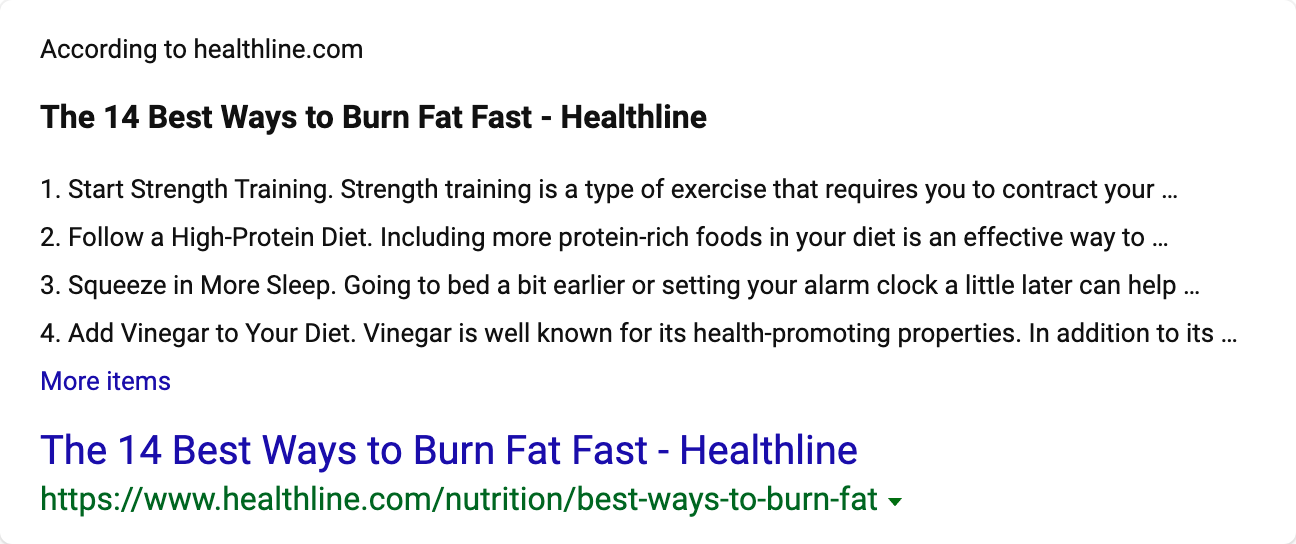 According to healthline.com
The 14 Best Ways to Burn Fat Fast - Healthline
1. Start Strength Training. Strength training is a type of exercise that requires you to contract your ...
2. Follow a High-Protein Diet. Including more protein-rich foods in your diet is an effective way to ...
3. Squeeze in More Sleep. Going to bed a bit earlier or setting your alarm clock a little later can help ...
4. Add Vinegar to Your Diet. Vinegar is well known for its health-promoting properties. In addition to its ...
More items
The 14 Best Ways to Burn Fat Fast - Healthline
https://www.healthline.com/nutrition/best-ways-to-burn-fat